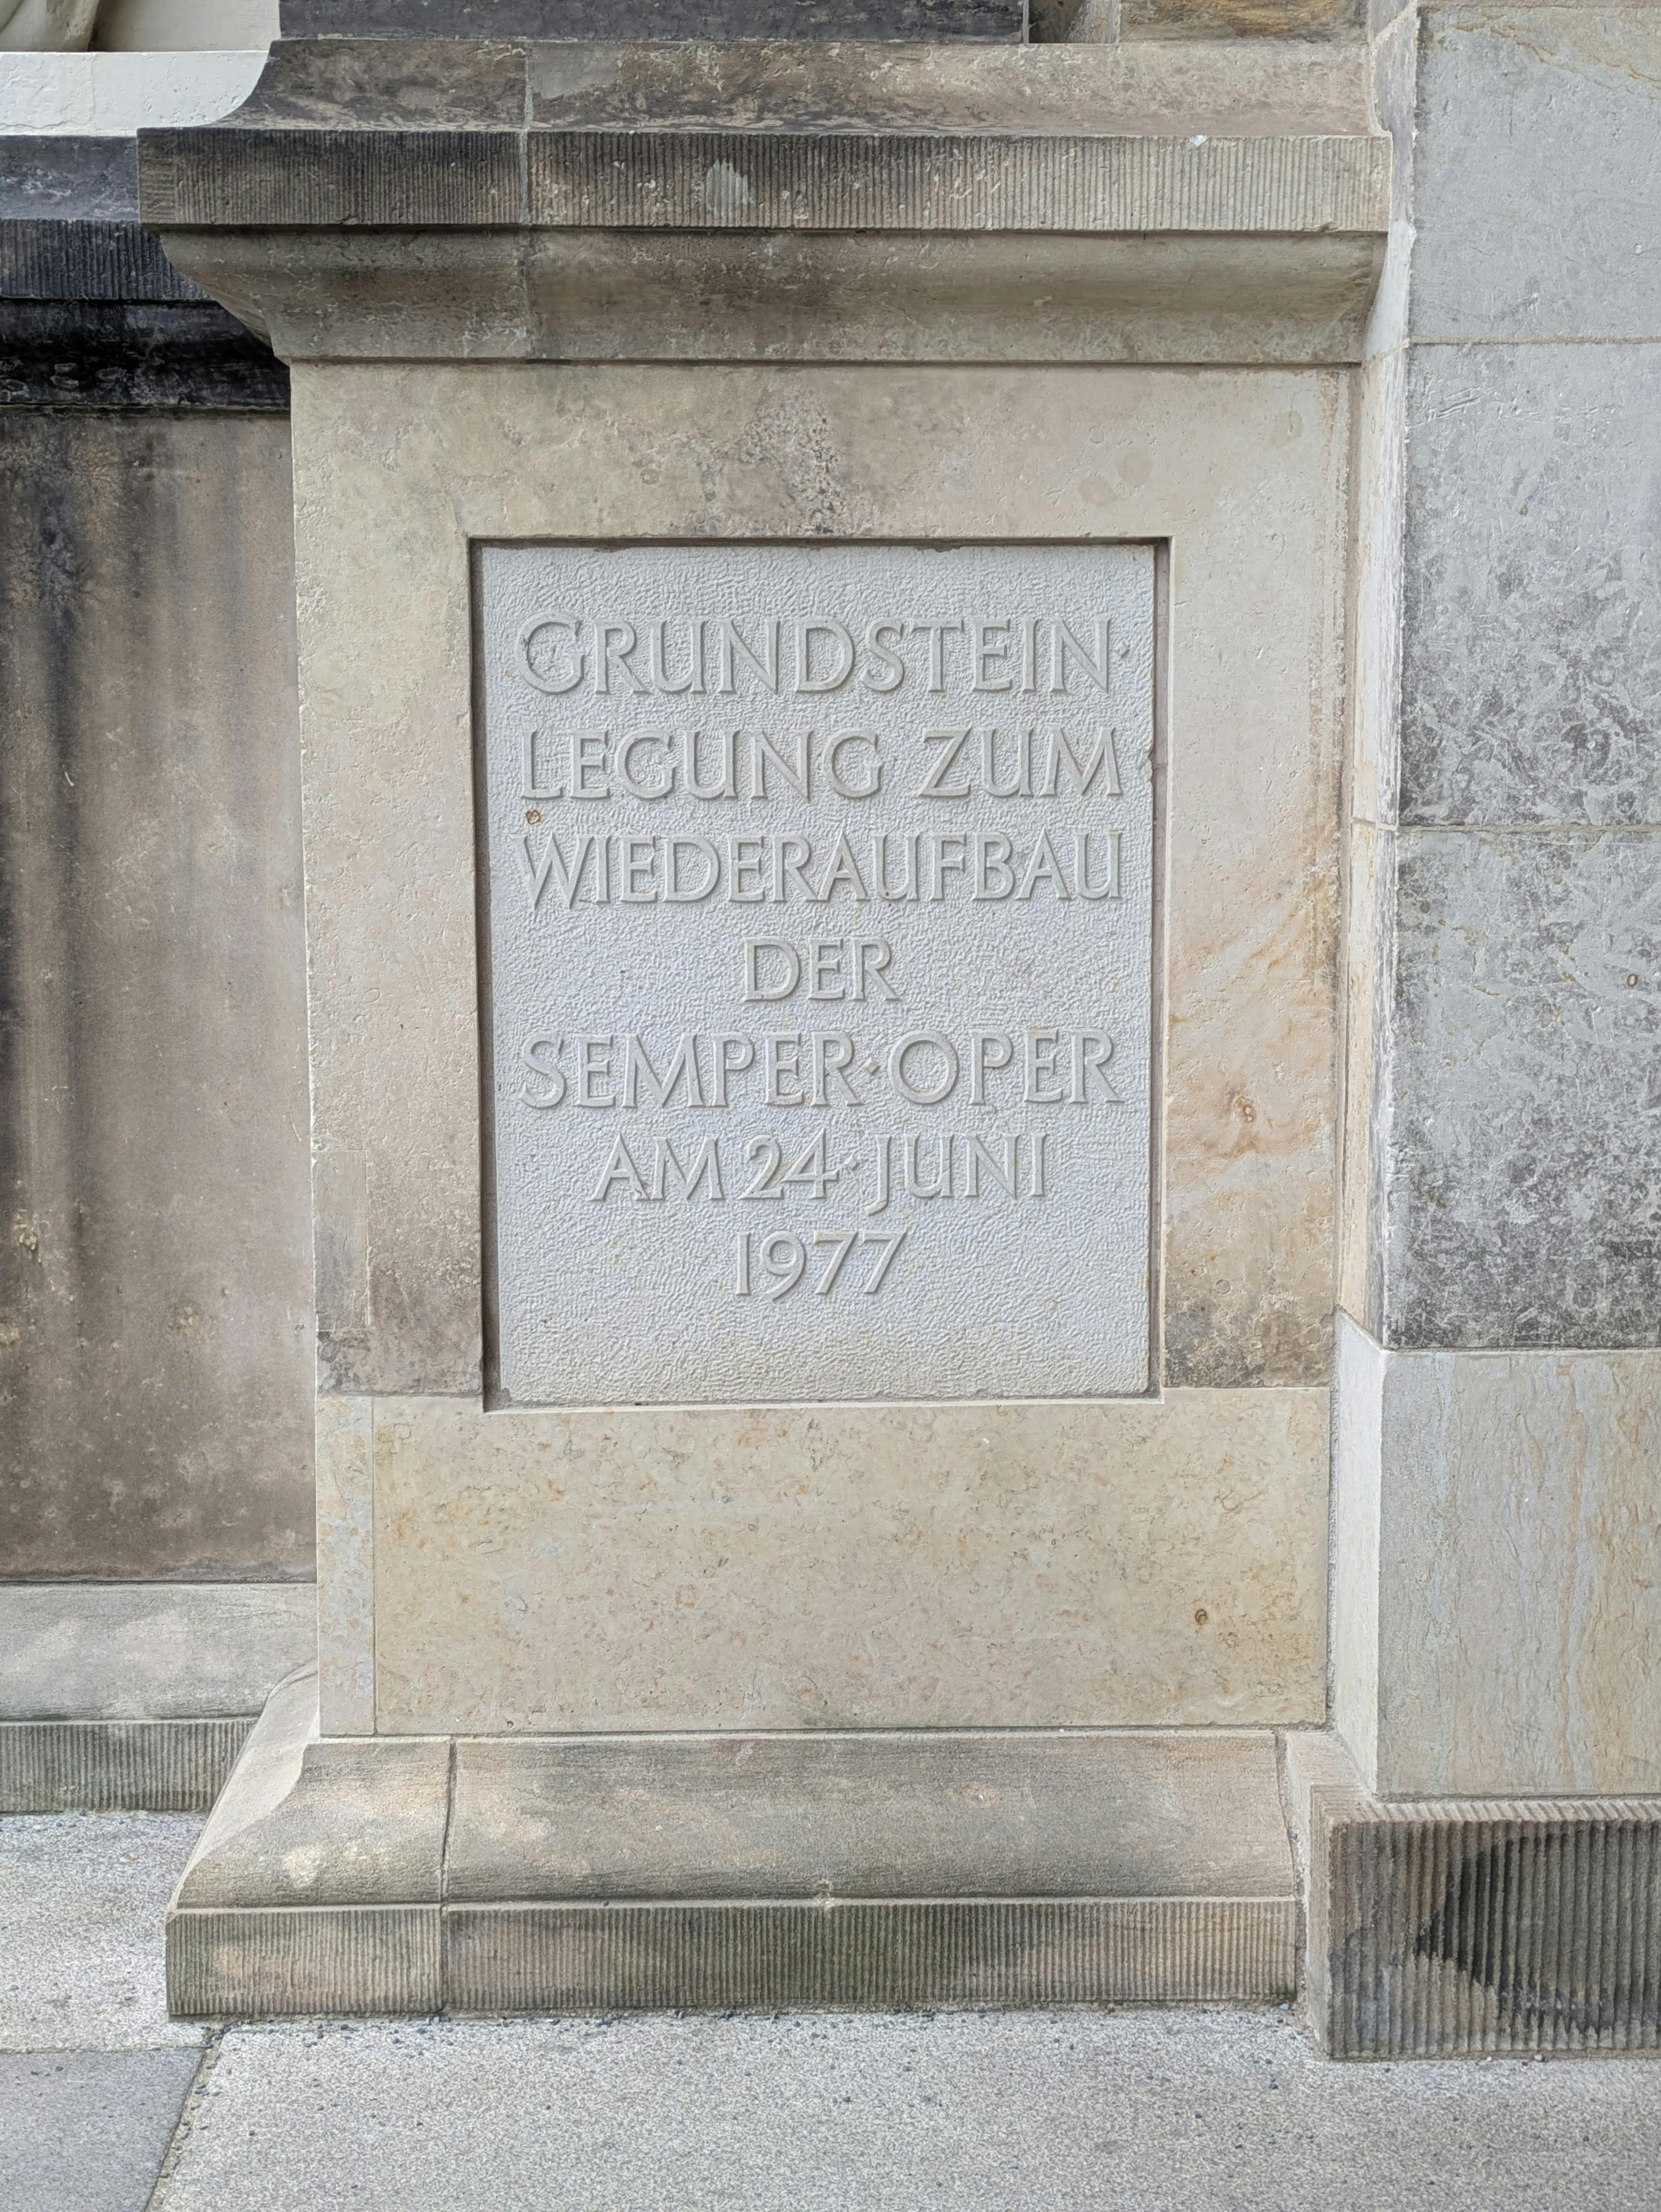 GRUNDSTEIN·
LEGUNG ZUM
WIEDERAUFBAU
DER
SEMPER·OPER
AM 24·JUNI
1977